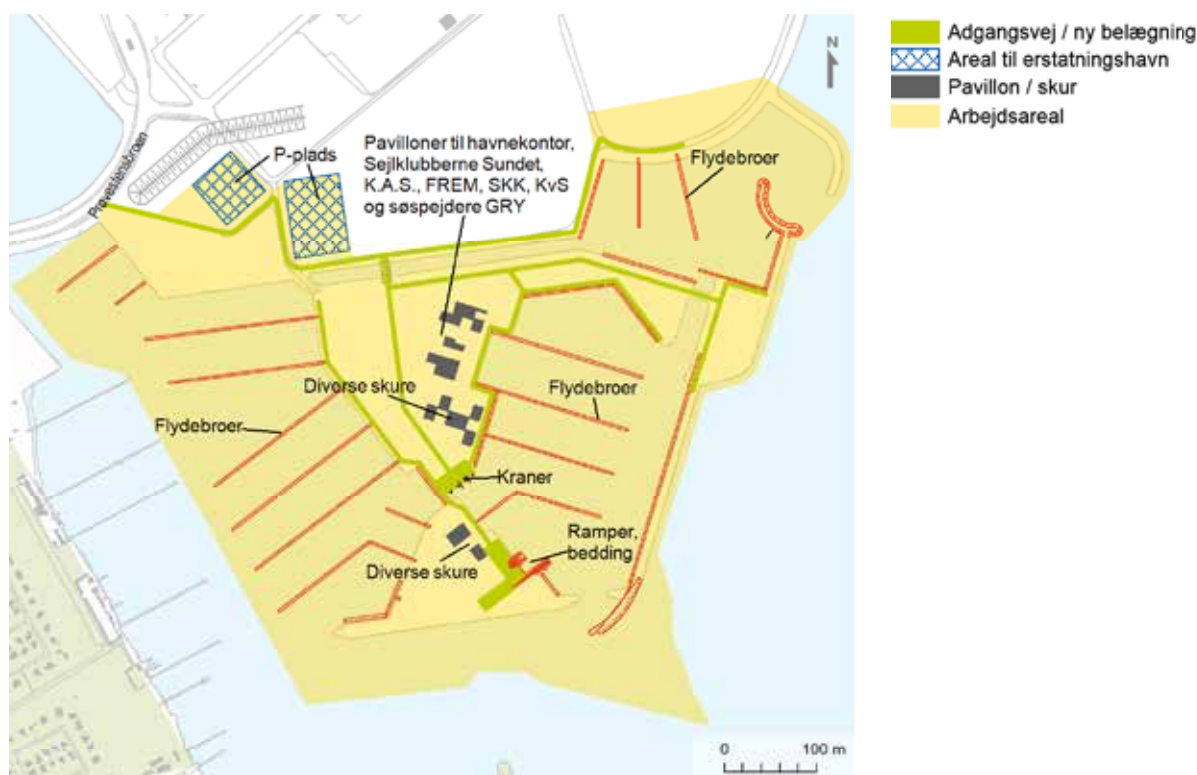 Adgangsvej / ny belægning
Areal til erstatningshavn
Pavillon / skur
Arbejdsareal
N
Prøvestensbroen
P-plads
Pavilloner til havnekontor,
Sejlklubberne Sundet,
K.A.S., FREM, SKK, KvS
og søspejdere GRY
Flydebroer
Diverse skure
Flydebroer
Flydebroer
Kraner
Ramper,
bedding
Diverse skure
0 100 m